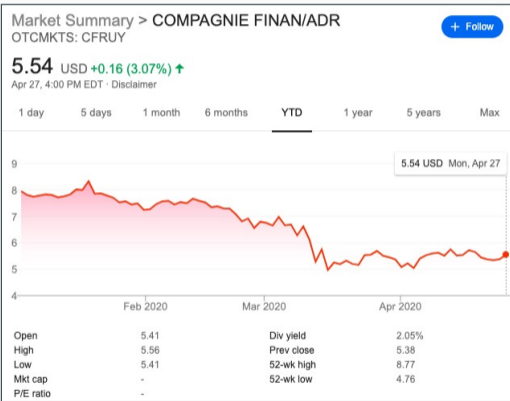 Market Summary > COMPAGNIE FINAN/ADR
OTCMKTS: CFRUY
+ Follow
5.54 USD +0.16 (3.07%) ↑
Apr 27, 4:00 PM EDT · Disclaimer
1 day 5 days 1 month 6 months YTD 1 year 5 years Max
5.54 USD Mon, Apr 27
9
8
7
6
5
4
Feb 2020 Mar 2020 Apr 2020
Open 5.41 Div yield 2.05%
High 5.56 Prev close 5.38
Low 5.41 52-wk high 8.77
Mkt cap - 52-wk low 4.76
P/E ratio -